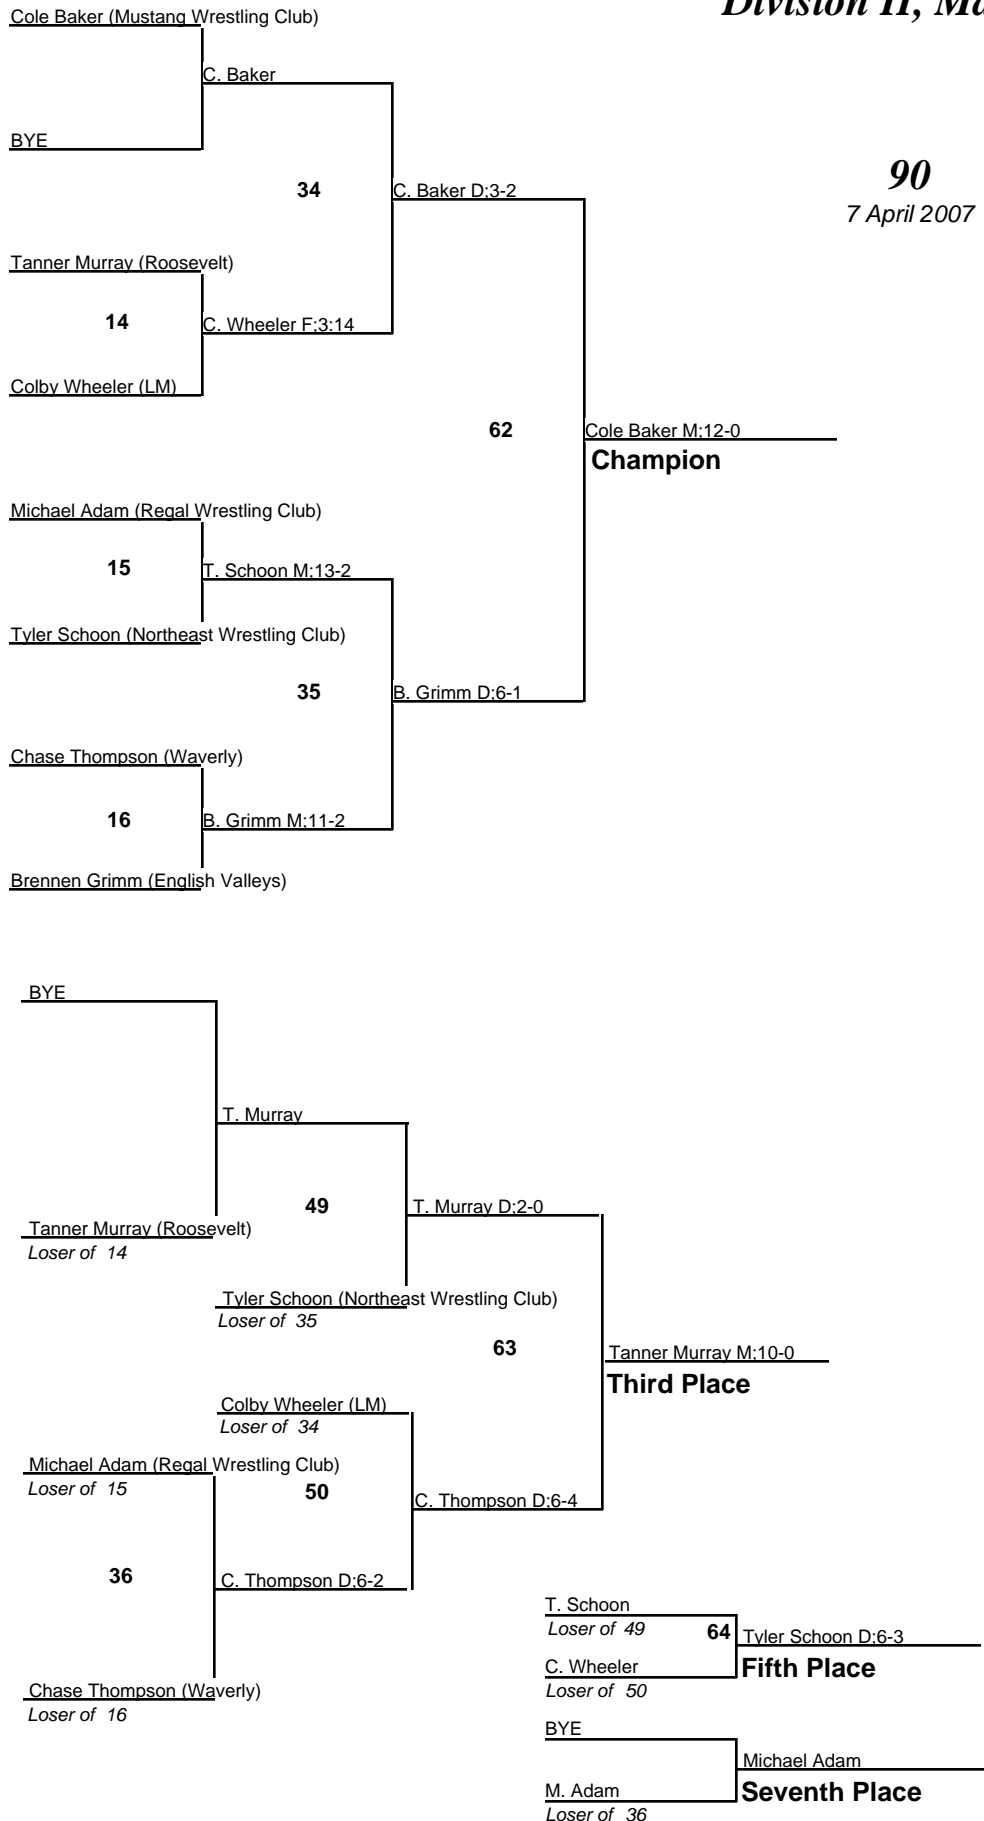 Cole Baker (Mustang Wrestling Club)
Division II,
C. Baker
BYE
34
C. Baker D;3-2
90
7 April 2007
Tanner Murray (Roosevelt)
14
C. Wheeler F;3:14
Colby Wheeler (LM)
62
Cole Baker M;12-0
Champion
Michael Adam (Regal Wrestling Club)
15
T. Schoon M;13-2
Tyler Schoon (Northeast Wrestling Club)
35
B. Grimm D;6-1
Chase Thompson (Waverly)
16
B. Grimm M;11-2
Brennen Grimm (English Valleys)
BYE
T. Murray
49
T. Murray D;2-0
Tanner Murray (Roosevelt)
Loser of 14
Tyler Schoon (Northeast Wrestling Club)
Loser of 35
63
Tanner Murray M;10-0
Third Place
Colby Wheeler (LM)
Loser of 34
Michael Adam (Regal Wrestling Club)
Loser of 15
50
C. Thompson D;6-4
36
C. Thompson D;6-2
Chase Thompson (Waverly)
Loser of 16
T. Schoon
Loser of 49
64
Tyler Schoon D;6-3
Fifth Place
C. Wheeler
Loser of 50
BYE
Michael Adam
Seventh Place
M. Adam
Loser of 36